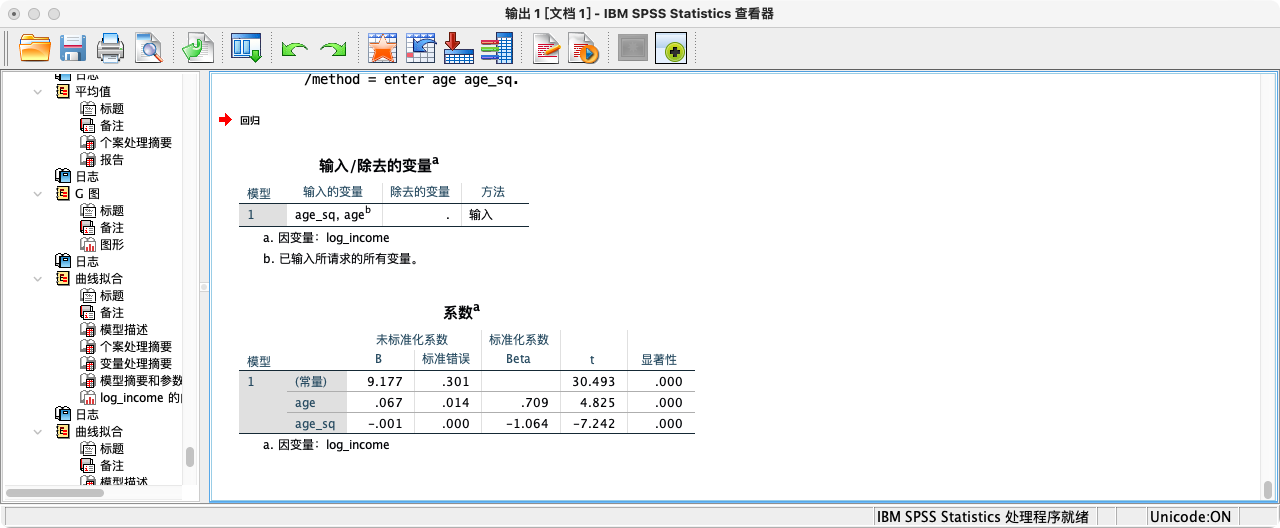 输出 1 [文档 1] - IBM SPSS Statistics 查看器
日志
平均值
标题
备注
个案处理摘要
报告
日志
G 图
标题
备注
图形
日志
曲线拟合
标题
备注
模型描述
个案处理摘要
变量处理摘要
模型摘要和参数
log_income 的
日志
曲线拟合
标题
备注
模型描述
/method = enter age age_sq.
回归
输入/除去的变量a
模型 输入的变量 除去的变量 方法
1 age_sq, ageb . 输入
a. 因变量：log_income
b. 已输入所请求的所有变量。
系数a
未标准化系数 标准化系数
模型 B 标准错误 Beta t 显著性
1 (常量) 9.177 .301 30.493 .000
age .067 .014 .709 4.825 .000
age_sq -.001 .000 -1.064 -7.242 .000
a. 因变量：log_income
IBM SPSS Statistics 处理程序就绪 Unicode:ON